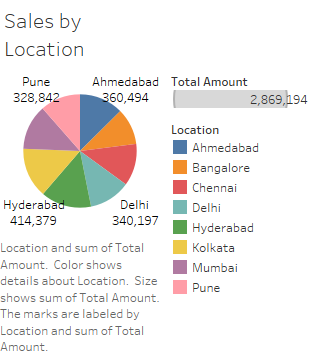 Sales by
Location
Pune
328,842
Ahmedabad
360,494
Hyderabad
414,379
Delhi
340,197
Total Amount
2,869,194
Location
Ahmedabad
Bangalore
Chennai
Delhi
Hyderabad
Kolkata
Mumbai
Pune
Location and sum of Total
Amount. Color shows
details about Location. Size
shows sum of Total Amount.
The marks are labeled by
Location and sum of Total
Amount.